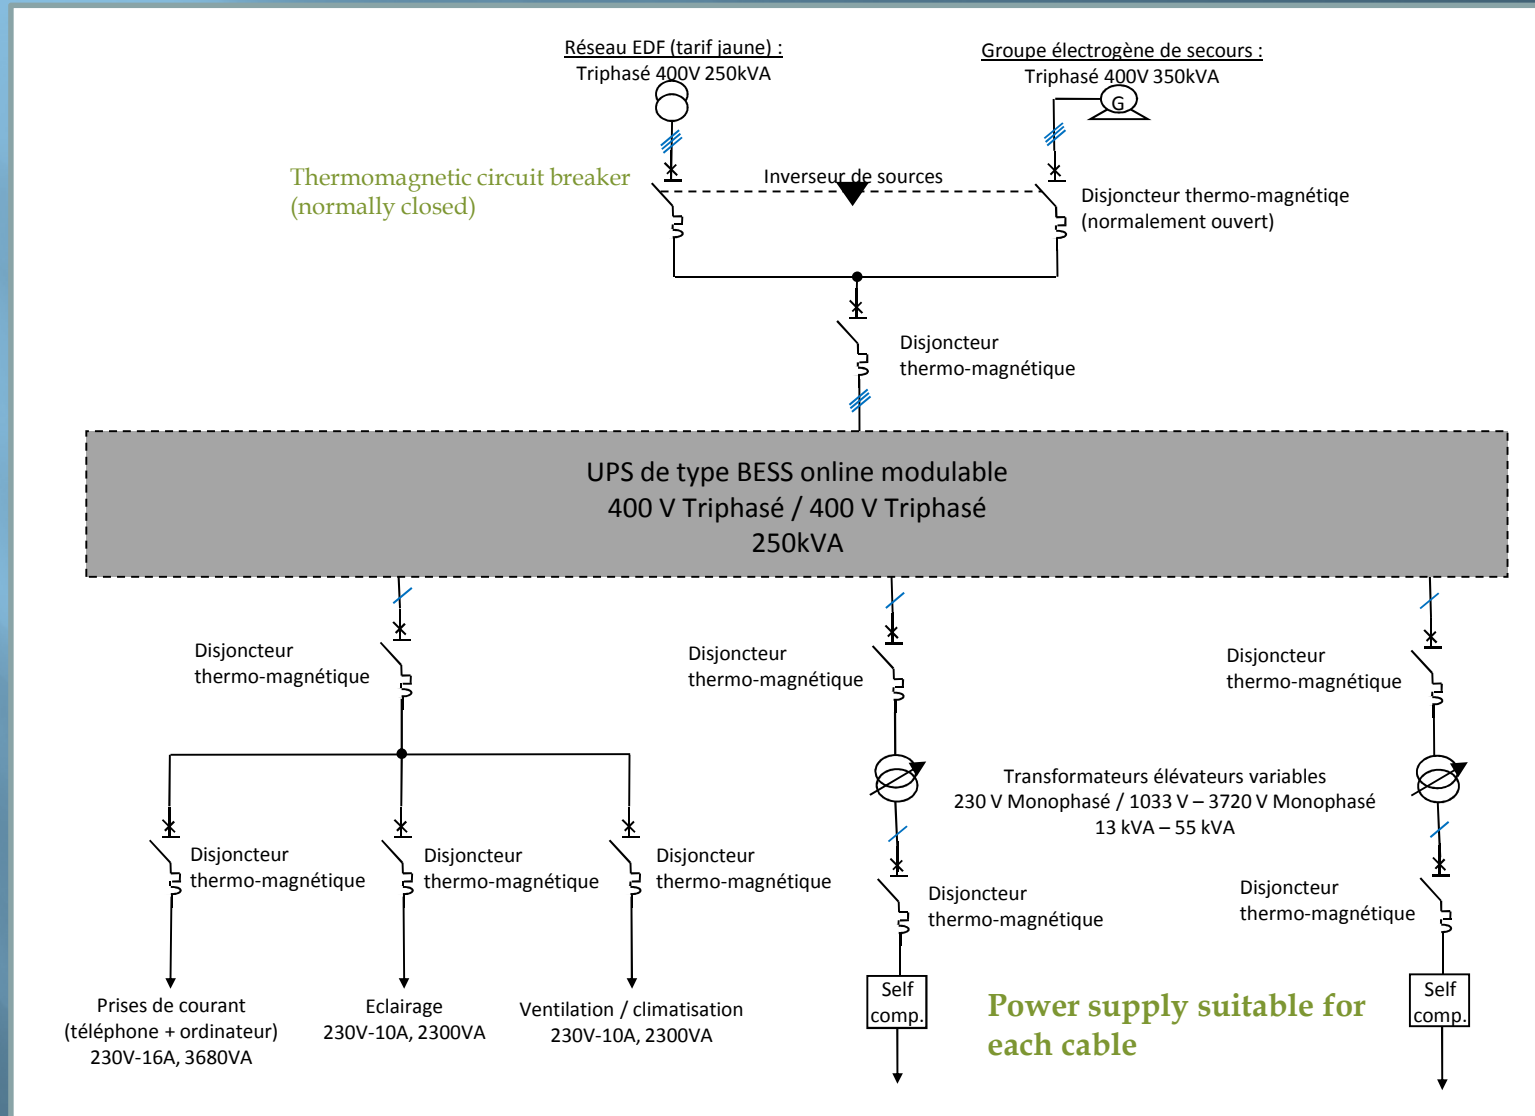 Réseau EDF (tarif jaune) :
Triphasé 400V 250kVA
Groupe électrogène de secours :
Triphasé 400V 350kVA
G
Thermomagnetic circuit breaker
(normally closed)
Inverseur de sources
Disjoncteur thermo-magnétiqe
(normalement ouvert)
Disjoncteur
thermo-magnétique
UPS de type BESS online modulable
400 V Triphasé / 400 V Triphasé
250kVA
Disjoncteur
thermo-magnétique
Disjoncteur
thermo-magnétique
Disjoncteur
thermo-magnétique
Transformateurs élévateurs variables
230 V Monophasé / 1033 V – 3720 V Monophasé
13 kVA – 55 kVA
Disjoncteur
thermo-magnétique
Disjoncteur
thermo-magnétique
Disjoncteur
thermo-magnétique
Disjoncteur
thermo-magnétique
Disjoncteur
thermo-magnétique
Prises de courant
(téléphone + ordinateur)
230V-16A, 3680VA
Eclairage
230V-10A, 2300VA
Ventilation / climatisation
230V-10A, 2300VA
Self
comp.
Power supply suitable for
each cable
Self
comp.